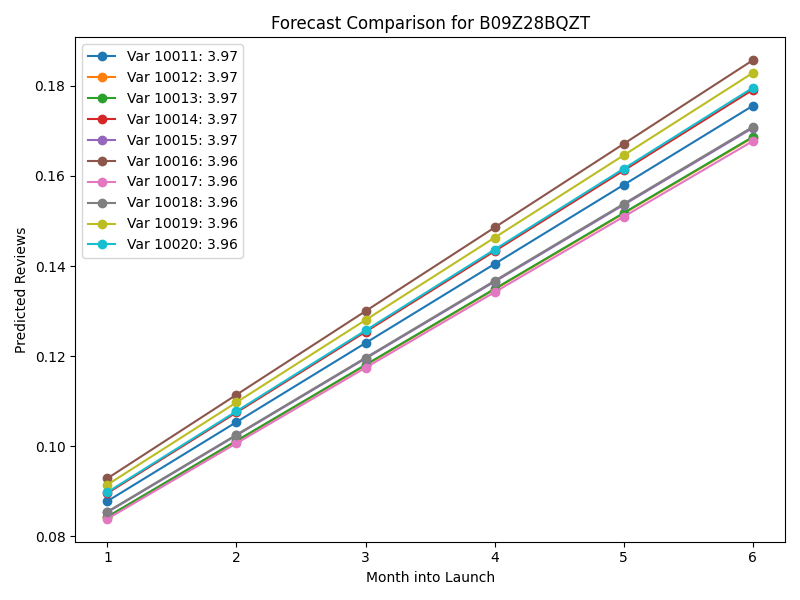 Forecast Comparison for B09Z28BQZT
Var 10011: 3.97
Var 10012: 3.97
Var 10013: 3.97
Var 10014: 3.97
Var 10015: 3.97
Var 10016: 3.96
Var 10017: 3.96
Var 10018: 3.96
Var 10019: 3.96
Var 10020: 3.96
Predicted Reviews
0.18
0.16
0.14
0.12
0.10
0.08
1 2 3 4 5 6
Month into Launch